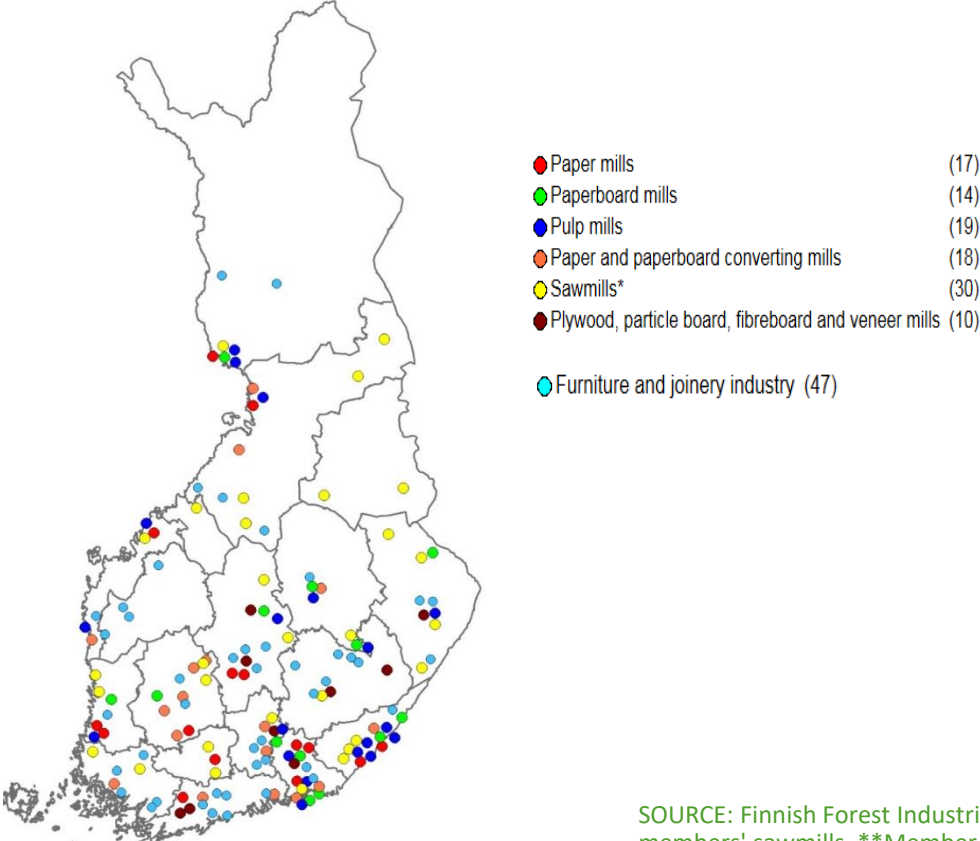 Paper mills (17)
Paperboard mills (14)
Pulp mills (19)
Paper and paperboard converting mills (18)
Sawmills* (30)
Plywood, particle board, fibreboard and veneer mills (10)
Furniture and joinery industry (47)
SOURCE: Finnish Forest Industri
members' sawmills, **Member